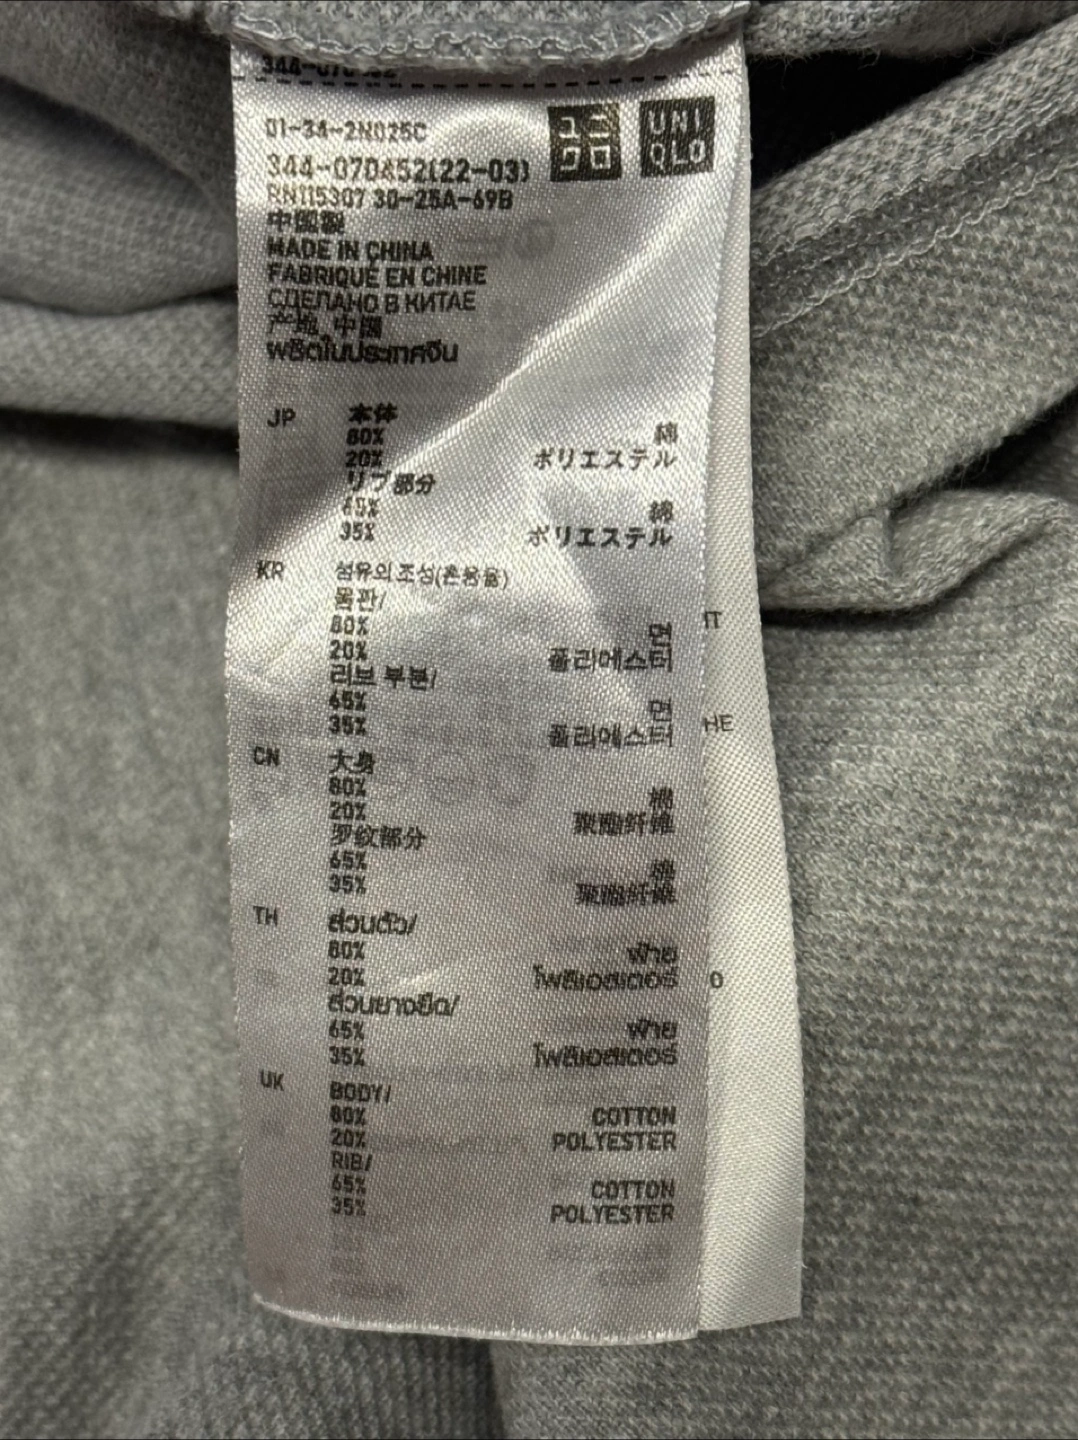 01-34-2N025C
ユニ
クロ
UNI
QLO
344-070452(22-03)
RN115307 30-25A-69B
中国製
MADE IN CHINA
FABRIQUÉ EN CHINE
СДЕЛАНО В КИТАЕ
产地 中国
ผลิตในประเทศจีน
JP 本体
80% 綿
20% ポリエステル
リブ部分
65% 綿
35% ポリエステル
KR 섬유의조성(혼용율)
몸판/
80% 면
20% 폴리에스터
리브 부분/
65% 면
35% 폴리에스터
CN 大身
80% 棉
20% 聚酯纤维
罗纹部分
65% 棉
35% 聚酯纤维
TH ส่วนตัว/
80% ฝ้าย
20% โพลีเอสเตอร์
ส่วนยางยืด/
65% ฝ้าย
35% โพลีเอสเตอร์
UK BODY/
80% COTTON
20% POLYESTER
RIB/
65% COTTON
35% POLYESTER
HE